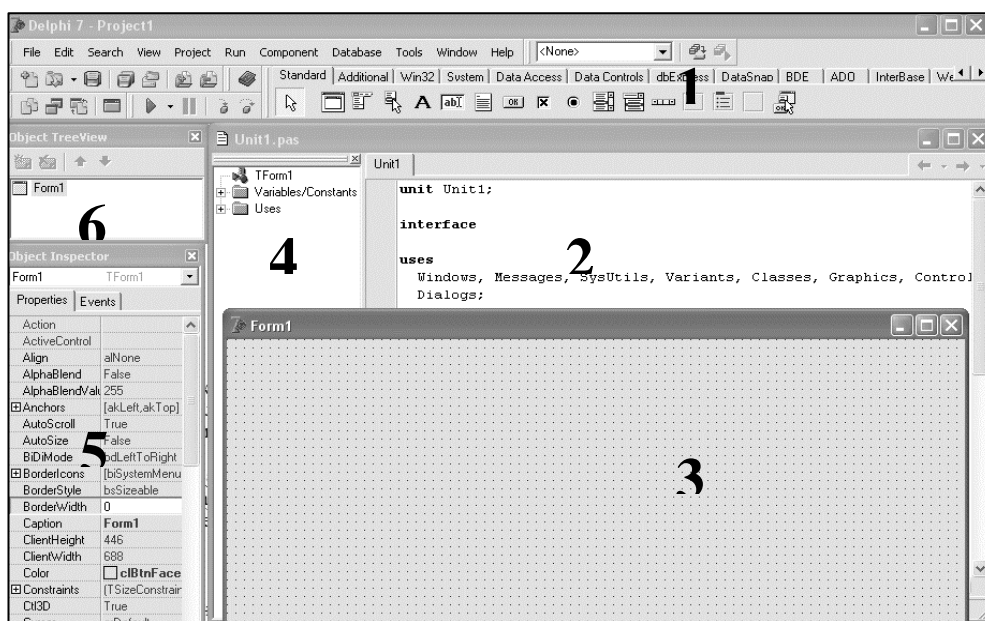 Delphi 7 - Project1
File Edit Search View Project Run Component Database Tools Window Help <None>
1
Standard Additional Win32 System Data Access Data Controls dbExpress DataSnap BDE ADO InterBase
Object TreeView
Form1
6
Unit1.pas
TForm1
Variables/Constants
Uses
4
Unit1
unit Unit1;
interface
uses
Windows, Messages, SysUtils, Variants, Classes, Graphics, Control
Dialogs;
2
Object Inspector
Form1 TForm1
Properties Events
Action
ActiveControl
Align alNone
AlphaBlend False
AlphaBlendValu 255
Anchors [akLeft,akTop]
AutoScroll True
AutoSize False
BiDiMode bdLeftToRight
5
BorderIcons [biSystemMenu
BorderStyle bsSizeable
BorderWidth 0
Caption Form1
ClientHeight 446
ClientWidth 688
Color clBtnFace
Constraints (TSizeConstrair
Ctl3D True
Form1
3